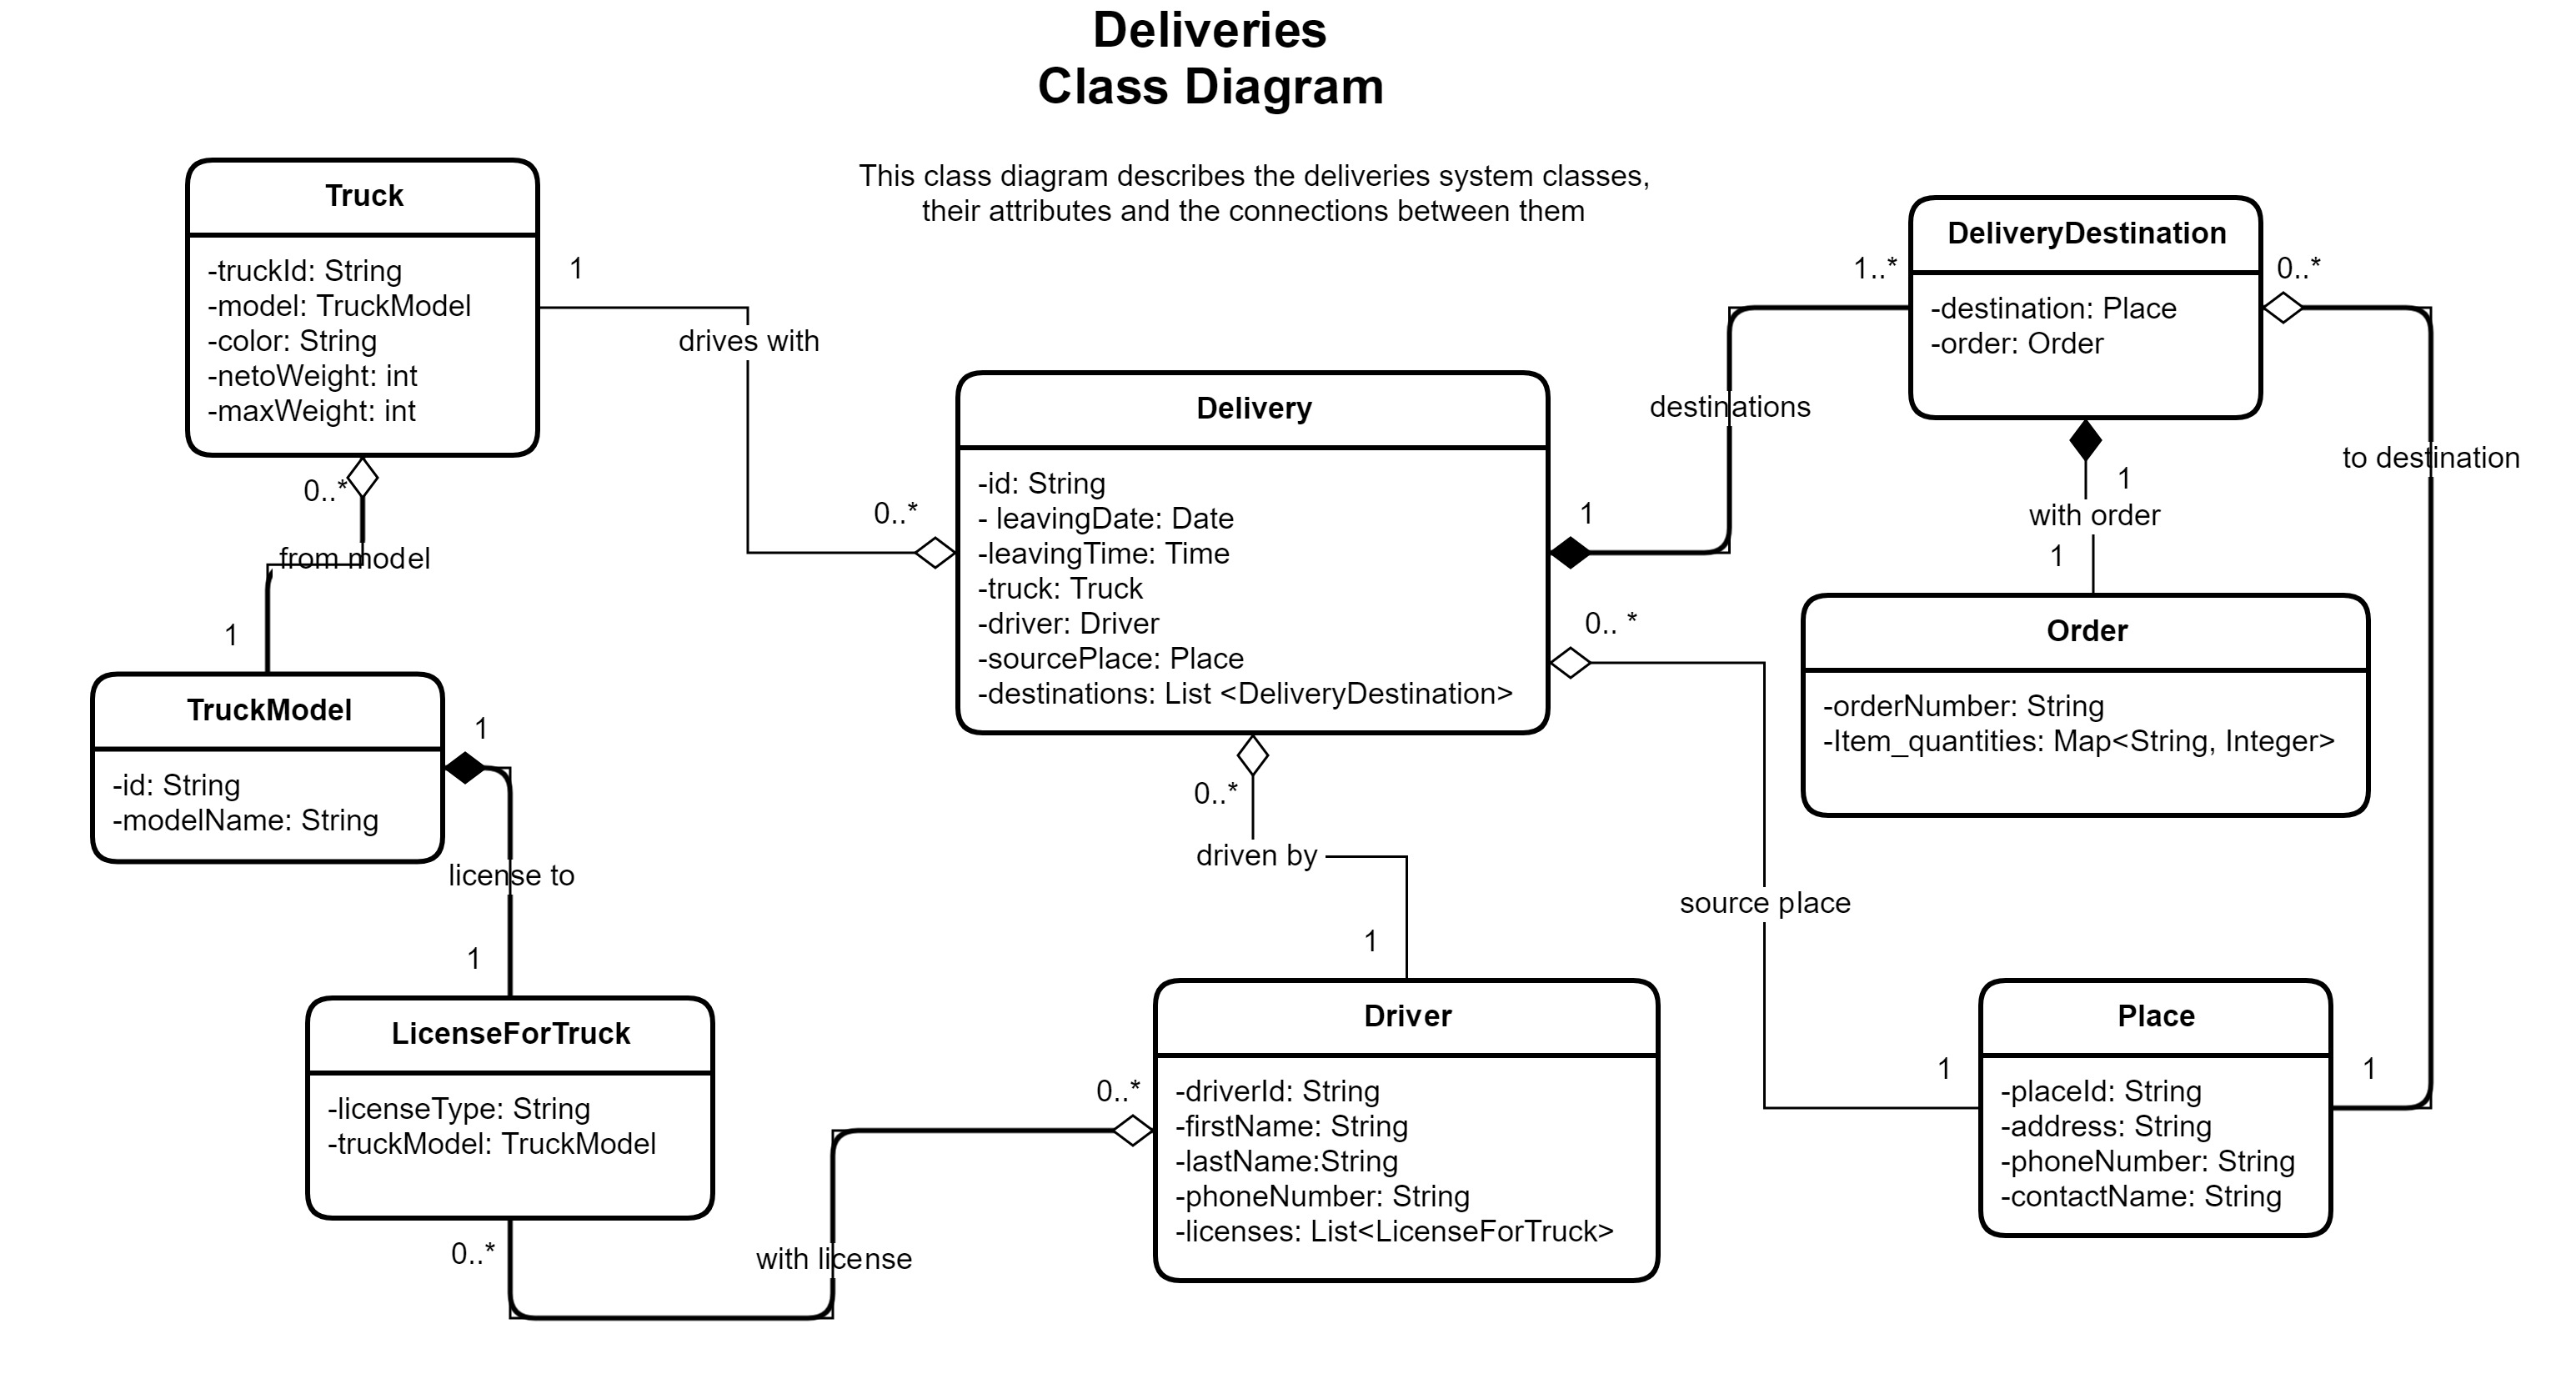 Deliveries
Class Diagram
This class diagram describes the deliveries system classes,
their attributes and the connections between them
Truck
-truckId: String
-model: TruckModel
-color: String
-netoWeight: int
-maxWeight: int
1
drives with
0..*
0..*
from model
1
TruckModel
-id: String
-modelName: String
1
license to
1
LicenseForTruck
-licenseType: String
-truckModel: TruckModel
0..*
with license
0..*
Delivery
-id: String
- leavingDate: Date
-leavingTime: Time
-truck: Truck
-driver: Driver
-sourcePlace: Place
-destinations: List <DeliveryDestination>
0..*
driven by
1
Driver
-driverId: String
-firstName: String
-lastName:String
-phoneNumber: String
-licenses: List<LicenseForTruck>
1
destinations
1..*
0.. *
source place
1
DeliveryDestination
-destination: Place
-order: Order
0..*
to destination
1
1
with order
1
Order
-orderNumber: String
-Item_quantities: Map<String, Integer>
Place
-placeId: String
-address: String
-phoneNumber: String
-contactName: String